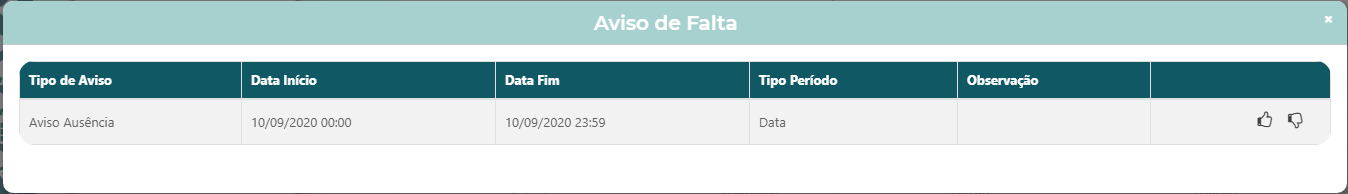 Aviso de Falta
Tipo de Aviso Data Início Data Fim Tipo Período Observação
Aviso Ausência 10/09/2020 00:00 10/09/2020 23:59 Data